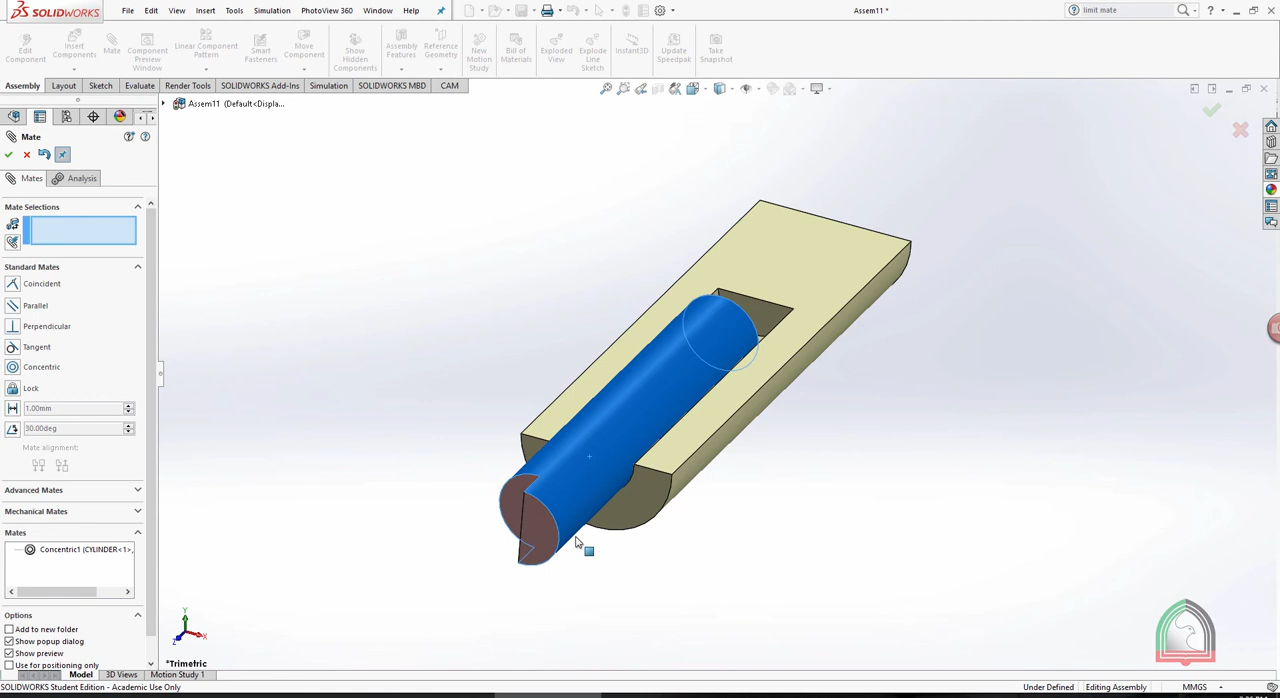 SOLIDWORKS File Edit View Insert Tools Simulation PhotoView 360 Window Help Assem11 * limit mate
Edit Component
Insert Components
Mate
Component Preview Window
Linear Component Pattern
Smart Fasteners
Move Component
Show Hidden Components
Assembly Features
Reference Geometry
New Motion Study
Bill of Materials
Exploded View
Explode Line Sketch
Instant3D
Update Speedpak
Take Snapshot
Assembly Layout Sketch Evaluate Render Tools SOLIDWORKS Add-Ins Simulation SOLIDWORKS MBD CAM
Assem11 (Default<Displa...
Mate
Mates Analysis
Mate Selections
Standard Mates
Coincident
Parallel
Perpendicular
Tangent
Concentric
Lock
1.00mm
30.00deg
Mate alignment:
Advanced Mates
Mechanical Mates
Mates
Concentric1 (CYLINDER<1>,
Options
Add to new folder
Show popup dialog
Show preview
Use for positioning only
Y
X
Z
*Trimetric
Model 3D Views Motion Study 1
SOLIDWORKS Student Edition - Academic Use Only Under Defined Editing Assembly MMGS